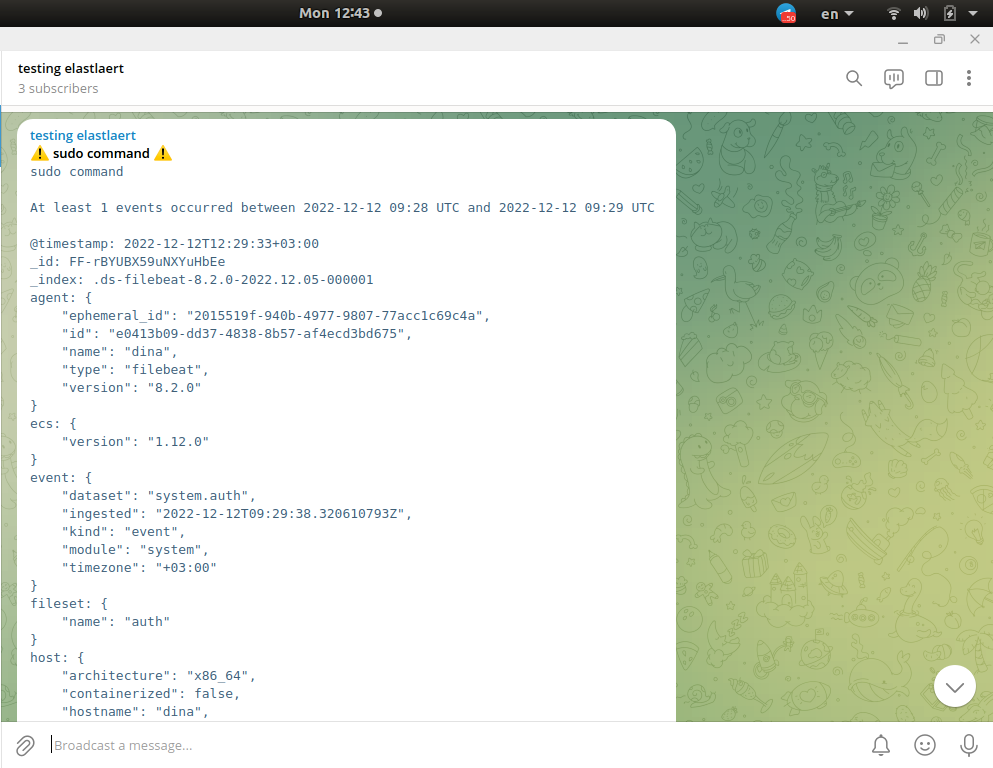 Mon 12:43
50
en
testing elastlaert
3 subscribers
testing elastlaert
⚠️ sudo command ⚠️
sudo command
At least 1 events occurred between 2022-12-12 09:28 UTC and 2022-12-12 09:29 UTC
@timestamp: 2022-12-12T12:29:33+03:00
_id: FF-rBYUBX59uNXYuHbEe
_index: .ds-filebeat-8.2.0-2022.12.05-000001
agent: {
    "ephemeral_id": "2015519f-940b-4977-9807-77acc1c69c4a",
    "id": "e0413b09-dd37-4838-8b57-af4ecd3bd675",
    "name": "dina",
    "type": "filebeat",
    "version": "8.2.0"
}
ecs: {
    "version": "1.12.0"
}
event: {
    "dataset": "system.auth",
    "ingested": "2022-12-12T09:29:38.320610793Z",
    "kind": "event",
    "module": "system",
    "timezone": "+03:00"
}
fileset: {
    "name": "auth"
}
host: {
    "architecture": "x86_64",
    "containerized": false,
    "hostname": "dina",
Broadcast a message...